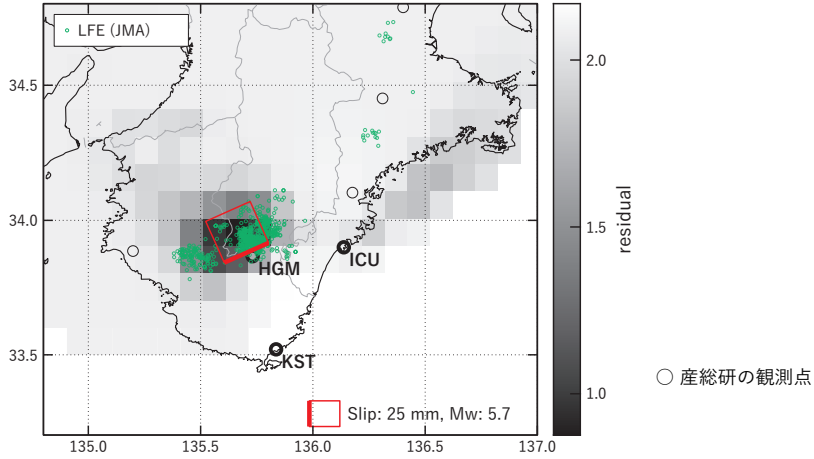 LFE (JMA)
34.5
34.0
33.5
135.0
135.5
136.0
136.5
137.0
HGM
ICU
KST
Slip: 25 mm, Mw: 5.7
2.0
1.5
1.0
residual
○ 産総研の観測点